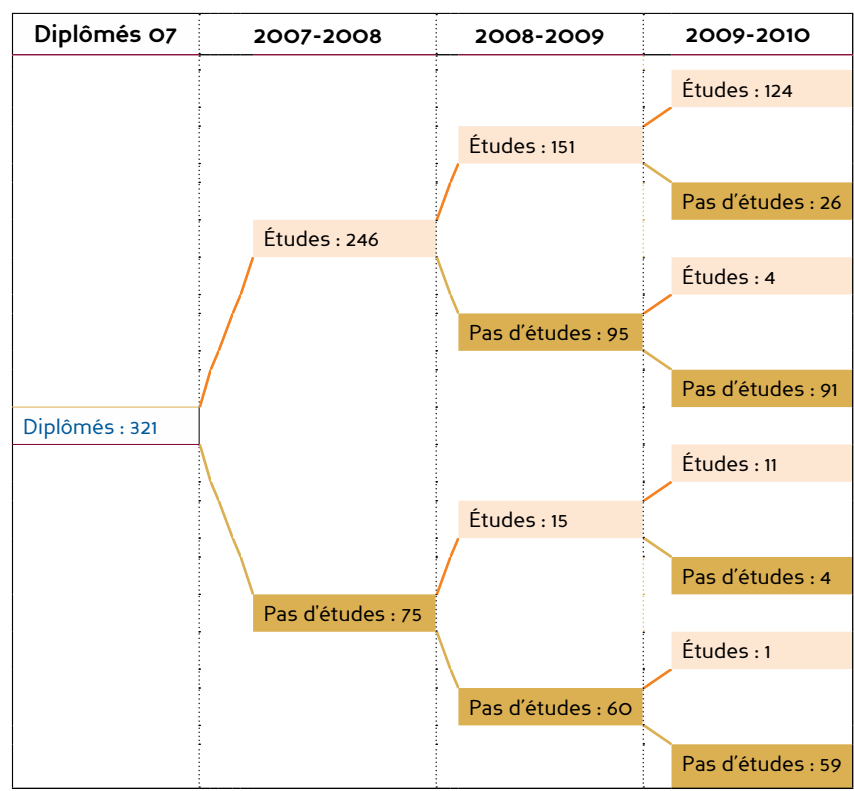 Diplômés 07 2007-2008 2008-2009 2009-2010
Études : 124
Études : 151
Pas d'études : 26
Études : 246
Études : 4
Pas d'études : 95
Pas d'études : 91
Diplômés : 321
Études : 11
Études : 15
Pas d'études : 4
Pas d'études : 75
Études : 1
Pas d'études : 60
Pas d'études : 59